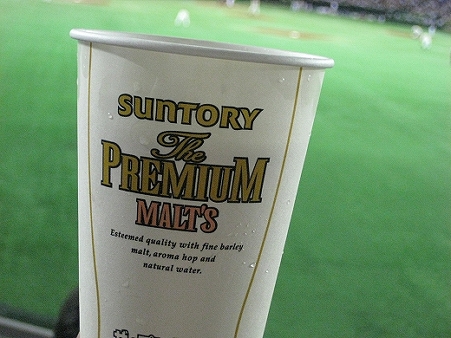 SUNTORY
The
PREMIUM
MALT'S
Esteemed quality with fine barley
malt, aroma hop and
natural water.